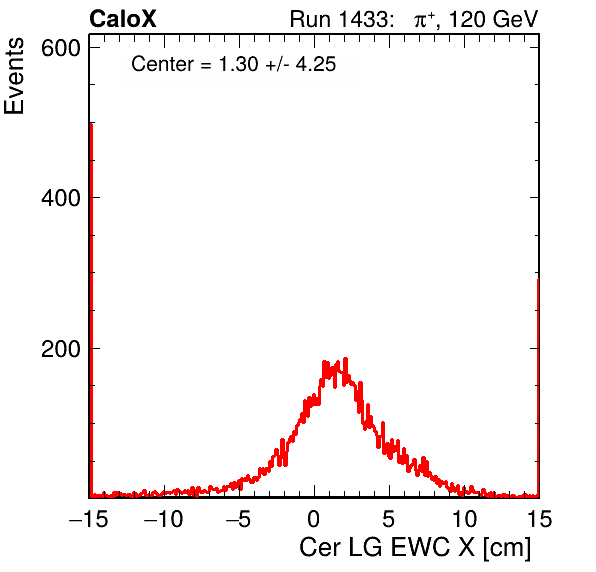 CaloX
Run 1433: π⁺, 120 GeV
Events
Center = 1.30 +/- 4.25
600
400
200
−15 −10 −5 0 5 10 15
Cer LG EWC X [cm]